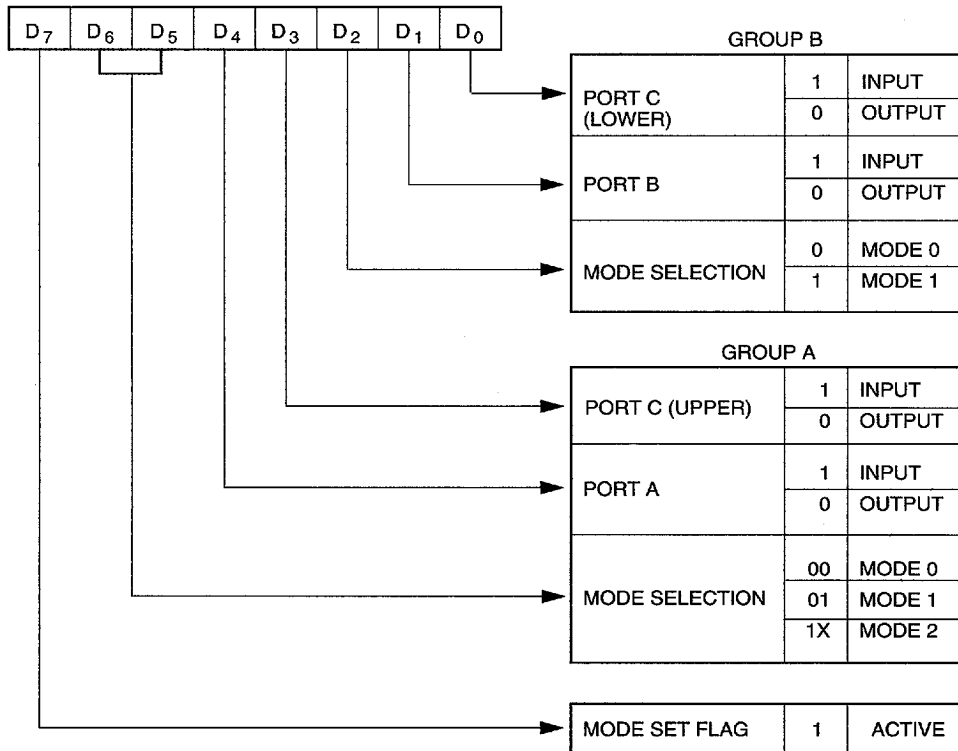 D7 D6 D5 D4 D3 D2 D1 D0
GROUP B
PORT C
(LOWER)
1 INPUT
0 OUTPUT
PORT B
1 INPUT
0 OUTPUT
MODE SELECTION
0 MODE 0
1 MODE 1
GROUP A
PORT C (UPPER)
1 INPUT
0 OUTPUT
PORT A
1 INPUT
0 OUTPUT
MODE SELECTION
00 MODE 0
01 MODE 1
1X MODE 2
MODE SET FLAG 1 ACTIVE